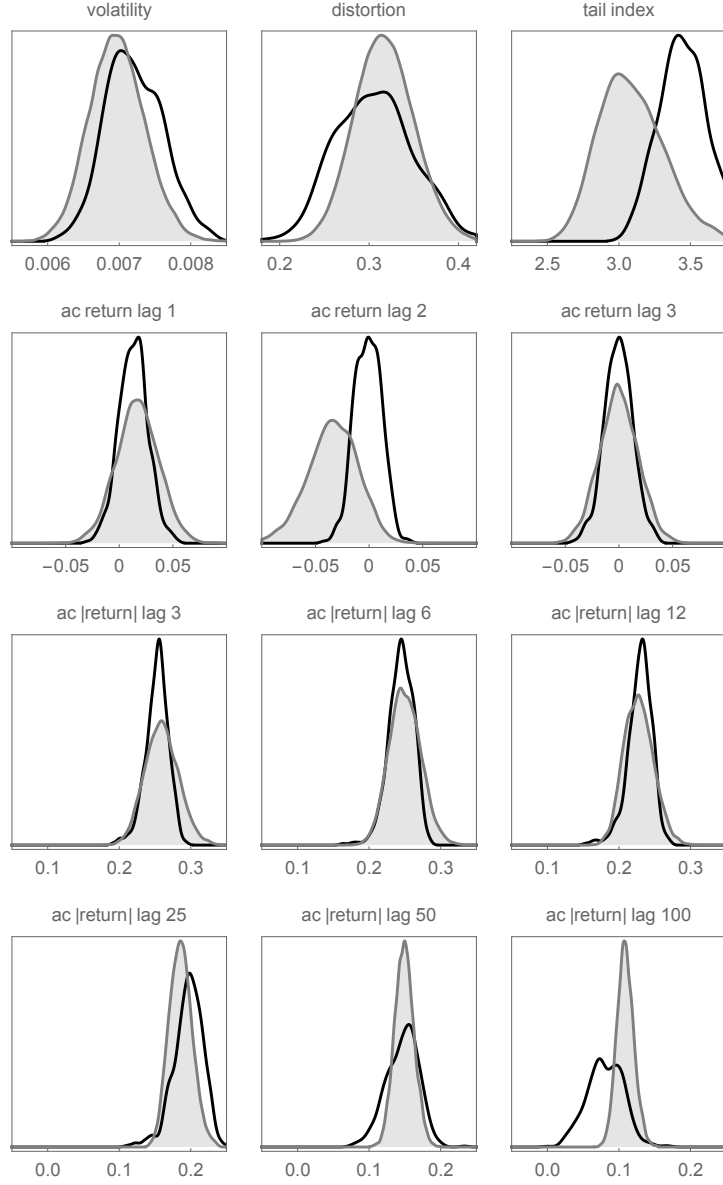 volatility distortion tail index
0.006 0.007 0.008 0.2 0.3 0.4 2.5 3.0 3.5
ac return lag 1 ac return lag 2 ac return lag 3
−0.05 0 0.05 −0.05 0 0.05 −0.05 0 0.05
ac |return| lag 3 ac |return| lag 6 ac |return| lag 12
0.1 0.2 0.3 0.1 0.2 0.3 0.1 0.2 0.3
ac |return| lag 25 ac |return| lag 50 ac |return| lag 100
0.0 0.1 0.2 0.0 0.1 0.2 0.0 0.1 0.2